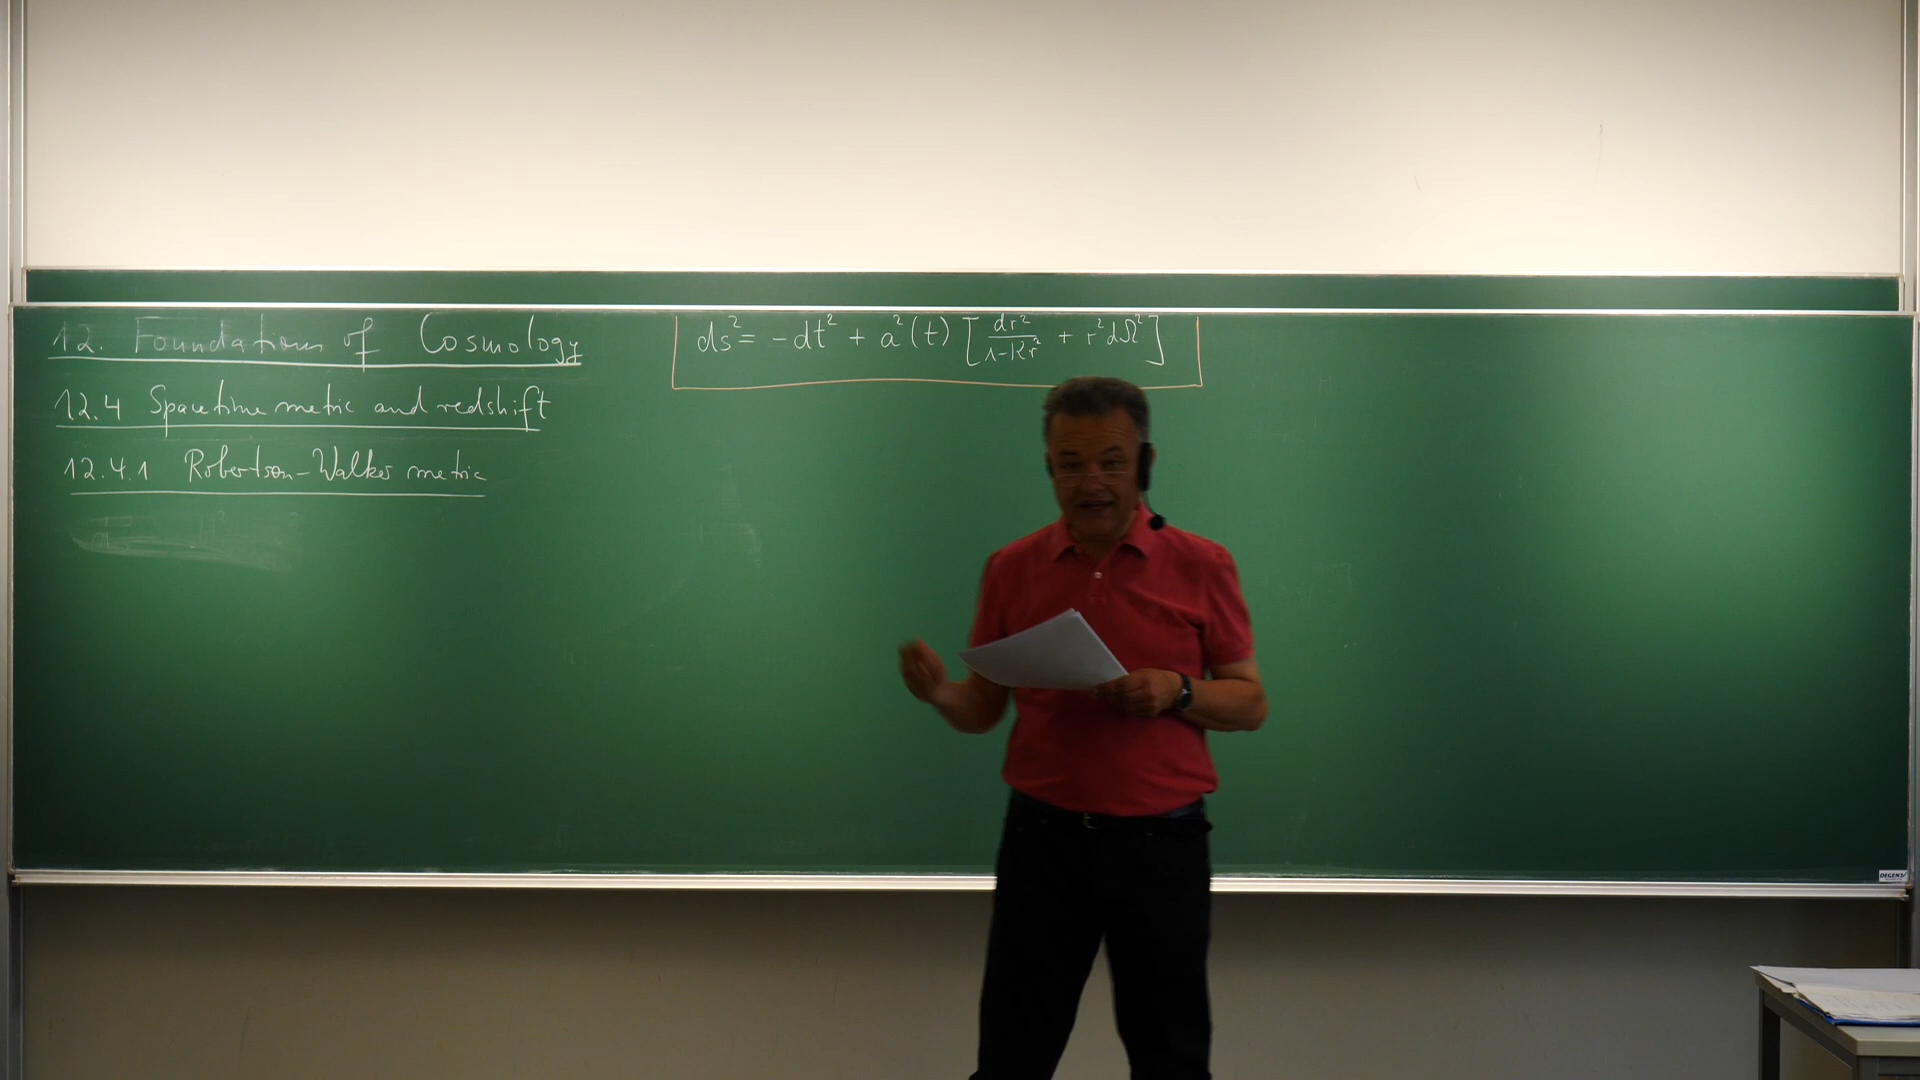 12. Foundations of Cosmology
12.4 Spacetime metric and redshift
12.4.1 Robertson-Walker metric
ds² = -dt² + a²(t) [dr²/(1-Kr²) + r²dΩ²]